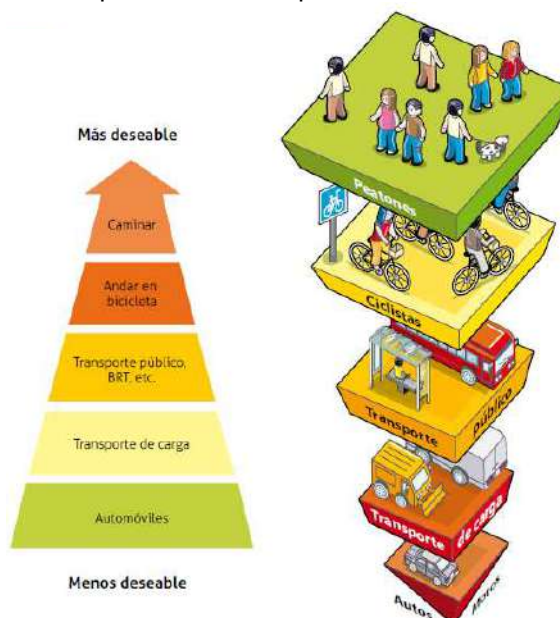 Más deseable
Caminar
Andar en
bicicleta
Transporte público,
BRT, etc.
Transporte de carga
Automóviles
Menos deseable
Peatones
Ciclistas
Transporte público
Transporte de carga
Autos Motos